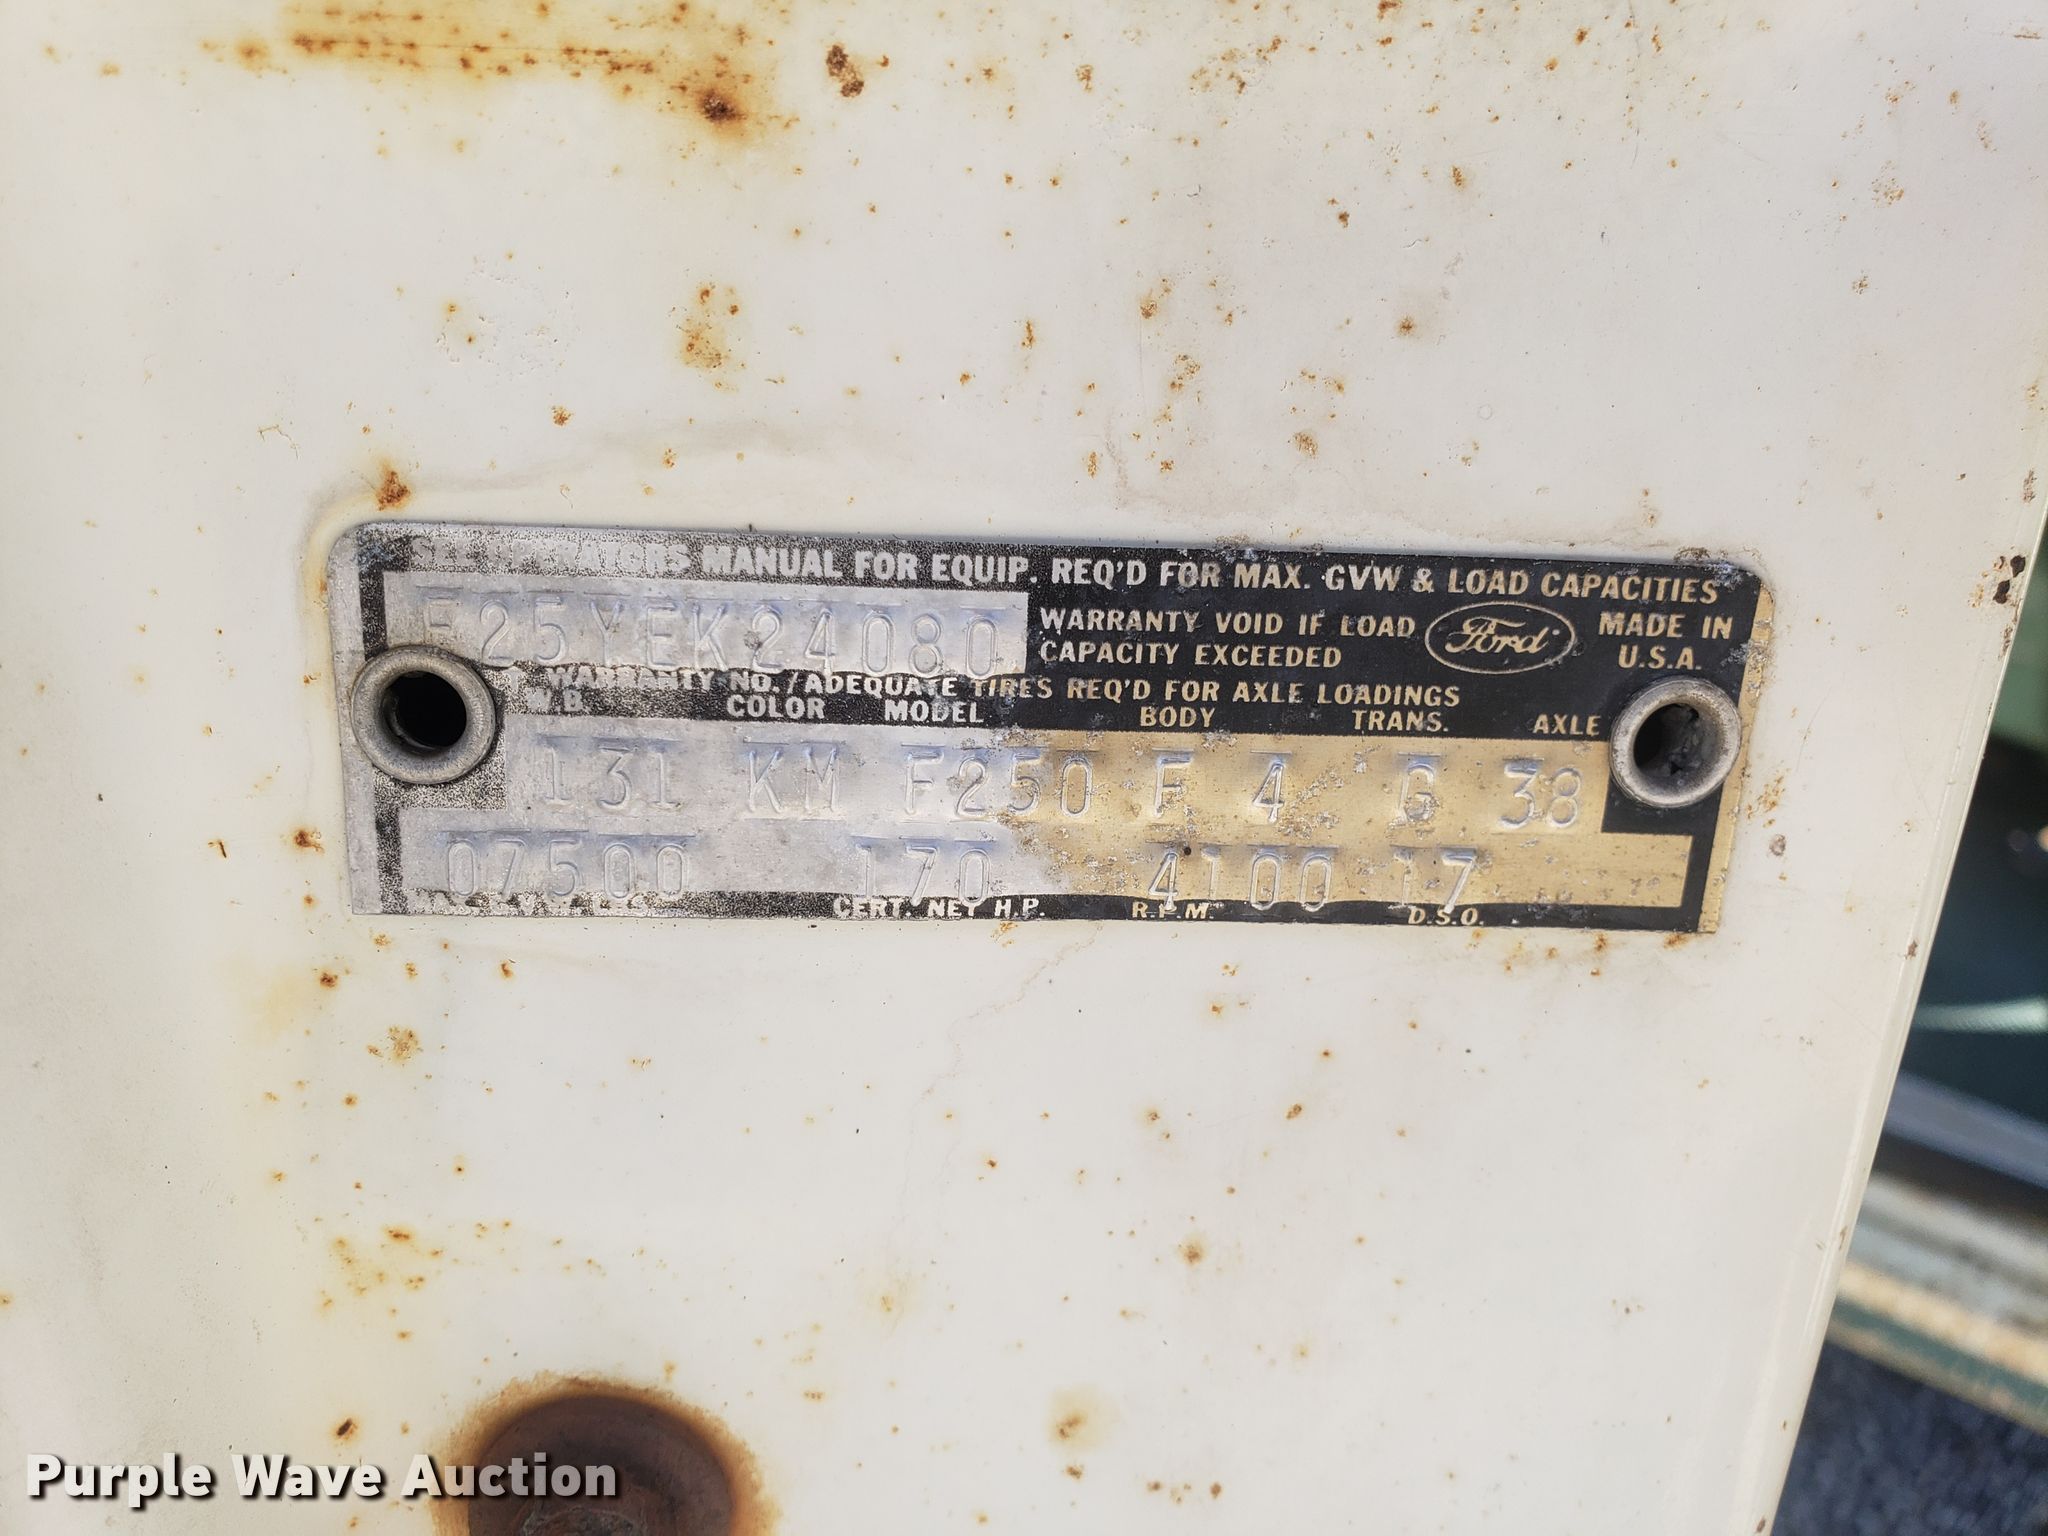 SEE OPERATORS MANUAL FOR EQUIP. REQ'D FOR MAX. GVW & LOAD CAPACITIES
F25YEK24080
WARRANTY VOID IF LOAD
CAPACITY EXCEEDED
Ford
MADE IN
U.S.A.
WARRANTY NO./ADEQUATE TIRES REQ'D FOR AXLE LOADINGS
W.B. COLOR MODEL BODY TRANS. AXLE
131 KM F250 F 4 G 38
07500 170 4100 17
MAX. G.V.W. LBS. CERT. NET H.P. R.P.M. D.S.O.
Purple Wave Auction